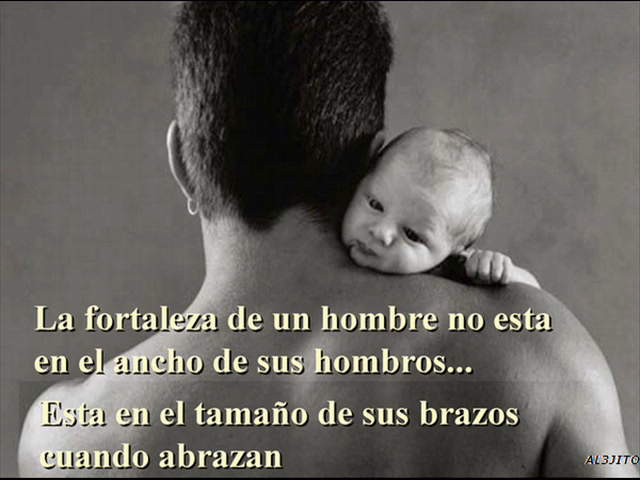 La fortaleza de un hombre no esta
en el ancho de sus hombros...
Esta en el tamaño de sus brazos
cuando abrazan
AL3JITO